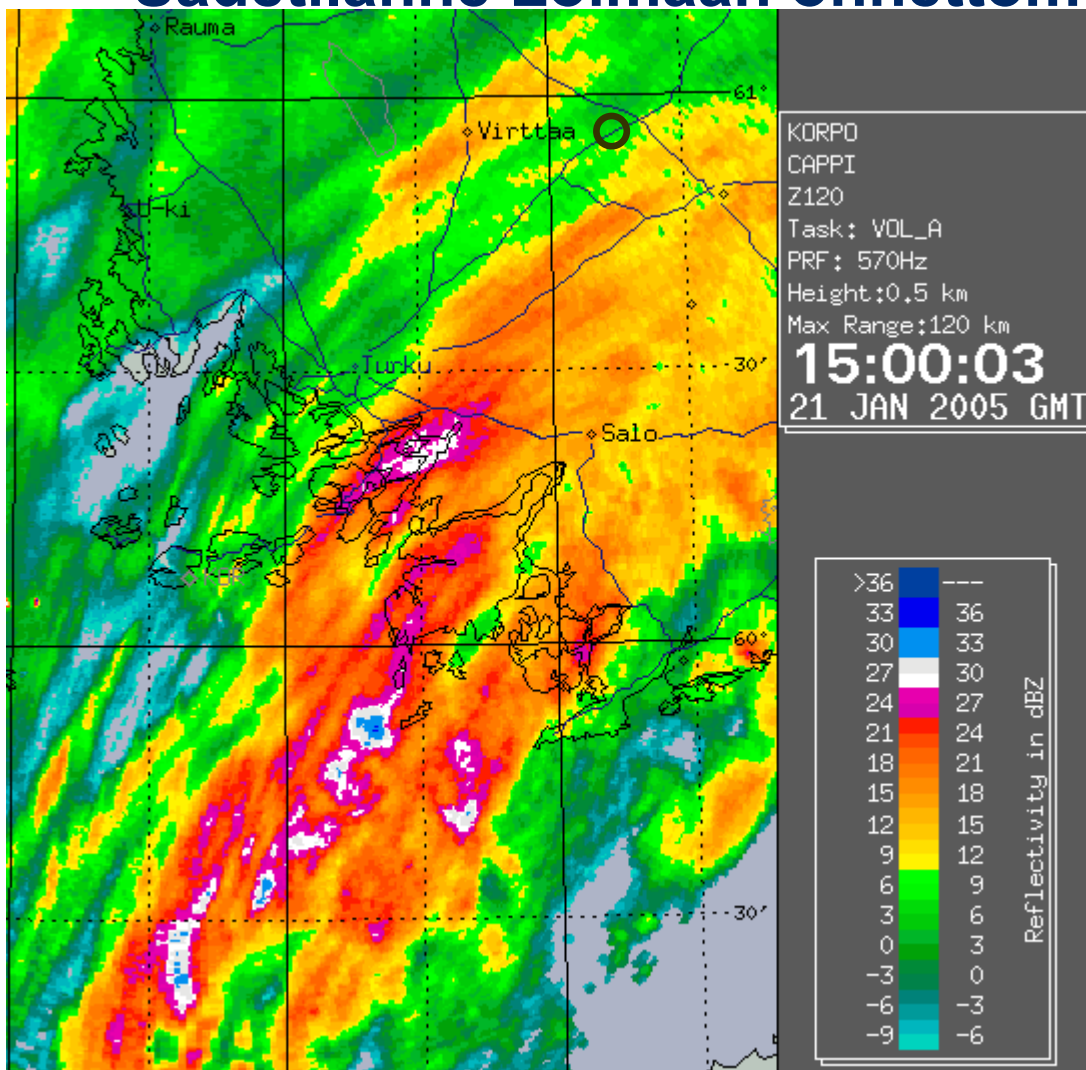 Rauma
61°
Virttaa
U-ki
Turku
30'
Salo
60°
30'
KORPO
CAPPI
Z120
Task: VOL_A
PRF: 570Hz
Height:0.5 km
Max Range:120 km
15:00:03
21 JAN 2005 GMT
>36 ---
33 36
30 33
27 30
24 27
21 24
18 21
15 18
12 15
9 12
6 9
3 6
0 3
-3 0
-6 -3
-9 -6
Reflectivity in dBZ